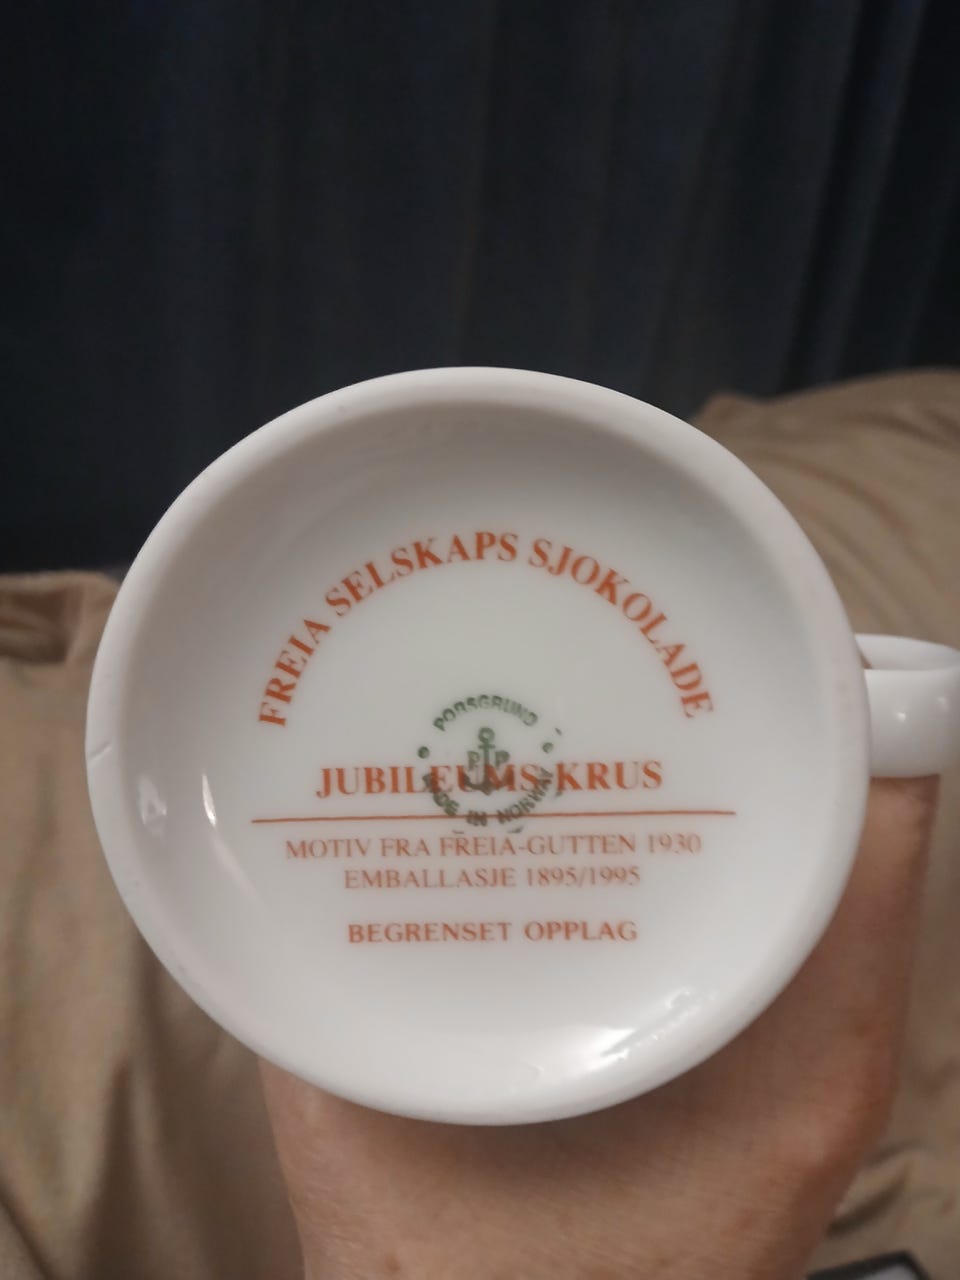 FREIA SELSKAPS SJOKOLADE
PORSGRUND
PP
MADE IN NORWAY
JUBILEUMS KRUS
MOTIV FRA FREIA-GUTTEN 1930
EMBALLASJE 1895/1995
BEGRENSET OPPLAG